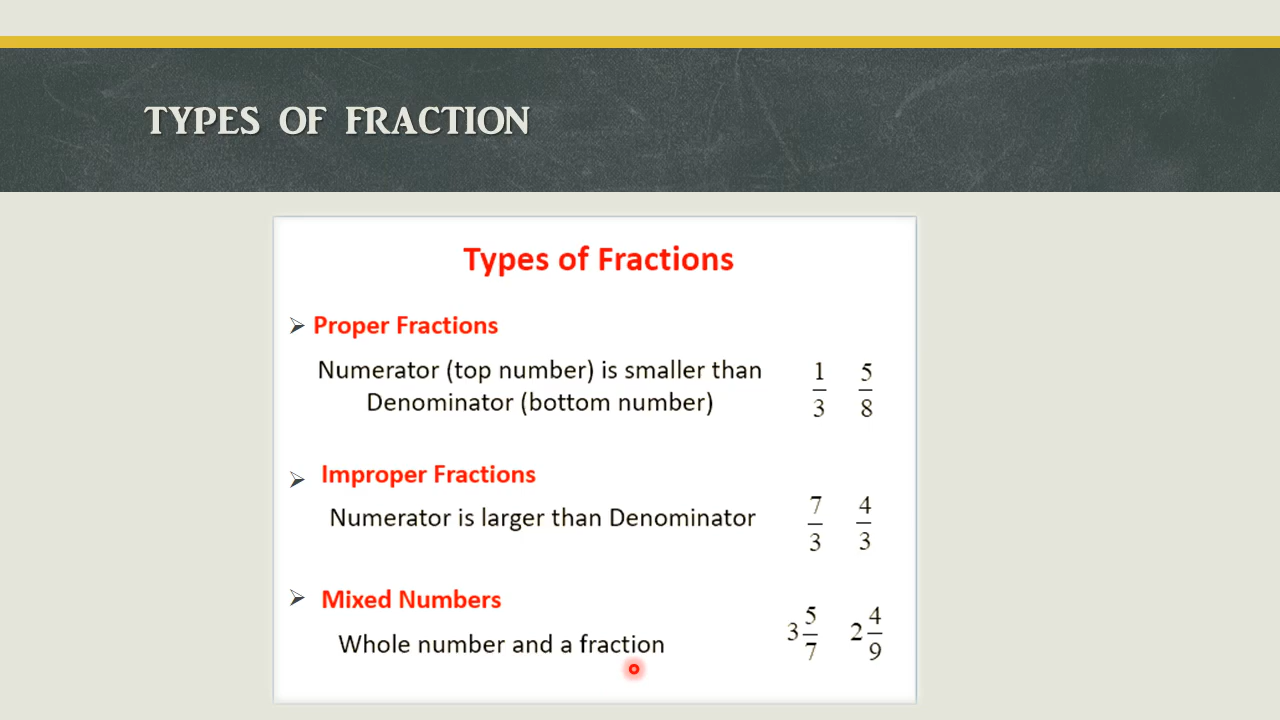 TYPES OF FRACTION
Types of Fractions
➢ Proper Fractions
Numerator (top number) is smaller than
Denominator (bottom number)
1/3 5/8
➢ Improper Fractions
Numerator is larger than Denominator
7/3 4/3
➢ Mixed Numbers
Whole number and a fraction
3 5/7 2 4/9